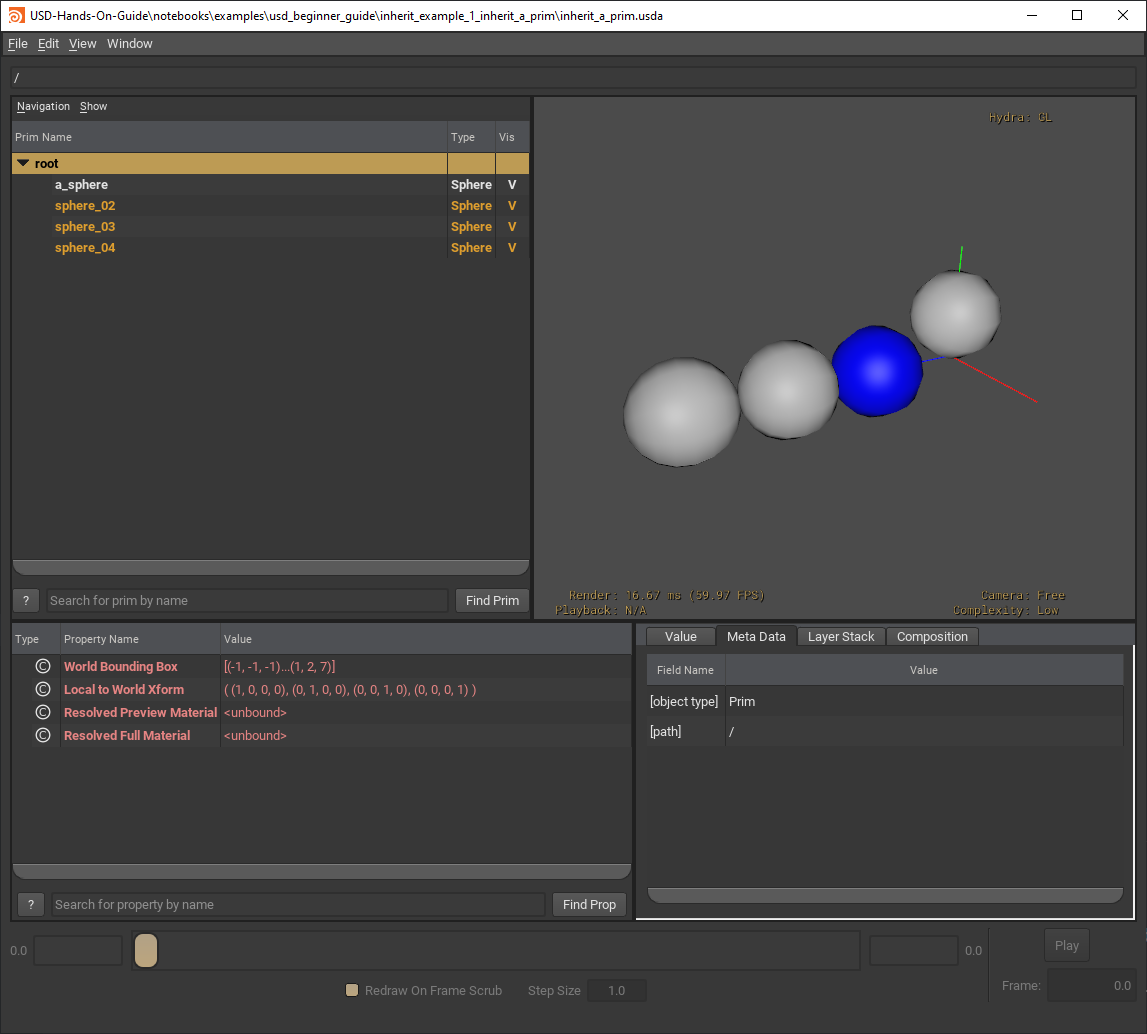 USD-Hands-On-Guide\notebooks\examples\usd_beginner_guide\inherit_example_1_inherit_a_prim\inherit_a_prim.usda
File Edit View Window
/
Navigation Show
Prim Name Type Vis
root
a_sphere Sphere V
sphere_02 Sphere V
sphere_03 Sphere V
sphere_04 Sphere V
? Search for prim by name Find Prim
Hydra: GL
Render: 16.67 ms (59.97 FPS)
Playback: N/A
Camera: Free
Complexity: Low
Type Property Name Value
© World Bounding Box [(-1, -1, -1)...(1, 2, 7)]
© Local to World Xform ( (1, 0, 0, 0), (0, 1, 0, 0), (0, 0, 1, 0), (0, 0, 0, 1) )
© Resolved Preview Material <unbound>
© Resolved Full Material <unbound>
? Search for property by name Find Prop
Value Meta Data Layer Stack Composition
Field Name Value
[object type] Prim
[path] /
0.0 0.0 Play
Redraw On Frame Scrub Step Size 1.0 Frame: 0.0